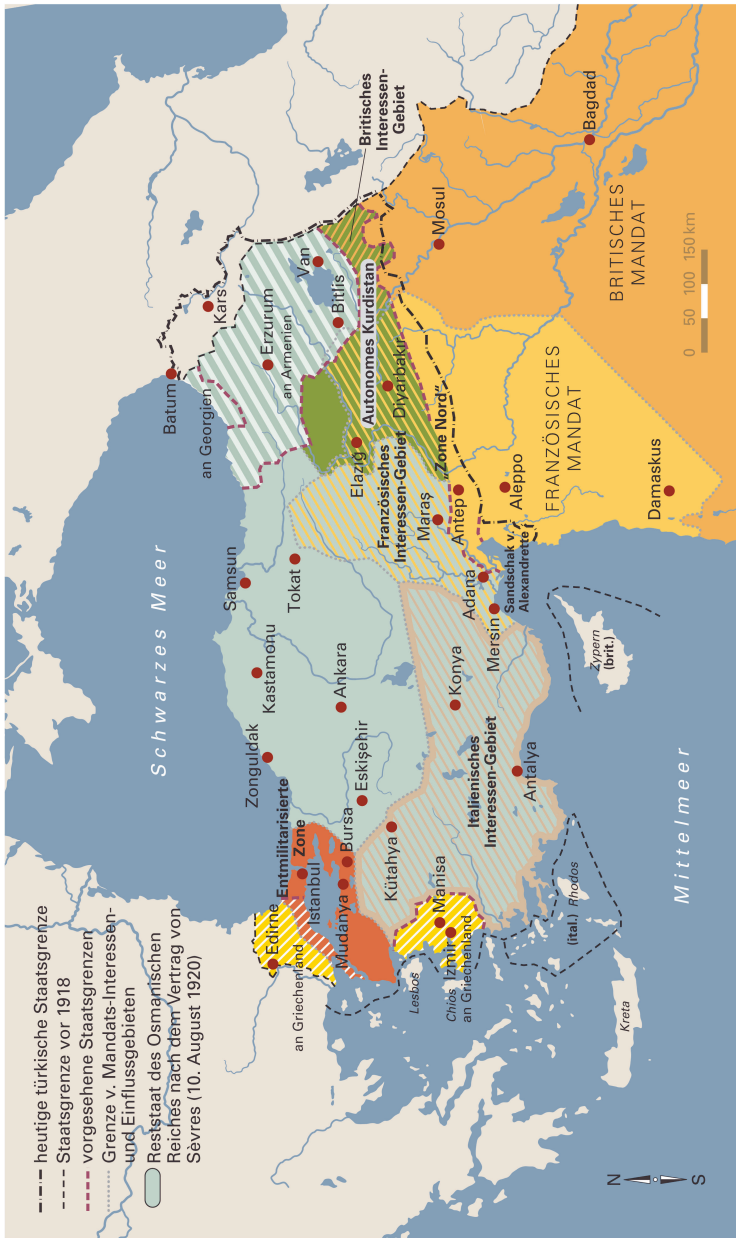 heutige türkische Staatsgrenze
Staatsgrenze vor 1918
vorgesehene Staatsgrenzen
Grenze v. Mandats-Interessen-
und Einflussgebieten
Reststaat des Osmanischen
Reiches nach dem Vertrag von
Sèvres (10. August 1920)
Schwarzes Meer
Batum
Kars
an Georgien
Erzurum
an Armenien
Van
Bitlis
Britisches
Interessen-
Gebiet
Samsun
Tokat
Kastamonu
Zonguldak
Ankara
Eskişehir
Entmilitarisierte
Zone
Edirne
an Griechenland
Istanbul
Mudanya
Bursa
Kütahya
Elazığ
Autonomes Kurdistan
Diyarbakır
Französisches
Interessen-Gebiet
„Zone Nord“
Maraş
Antep
Adana
Mersin
Sandschak v.
Alexandrette
Konya
Italienisches
Interessen-Gebiet
Antalya
Manisa
Izmir
an Griechenland
Lesbos
Chios
Rhodos
(ital.)
Kreta
Zypern
(brit.)
Mittelmeer
Mosul
Bagdad
BRITISCHES
MANDAT
Aleppo
FRANZÖSISCHES
MANDAT
Damaskus
0 50 100 150 km
N
S